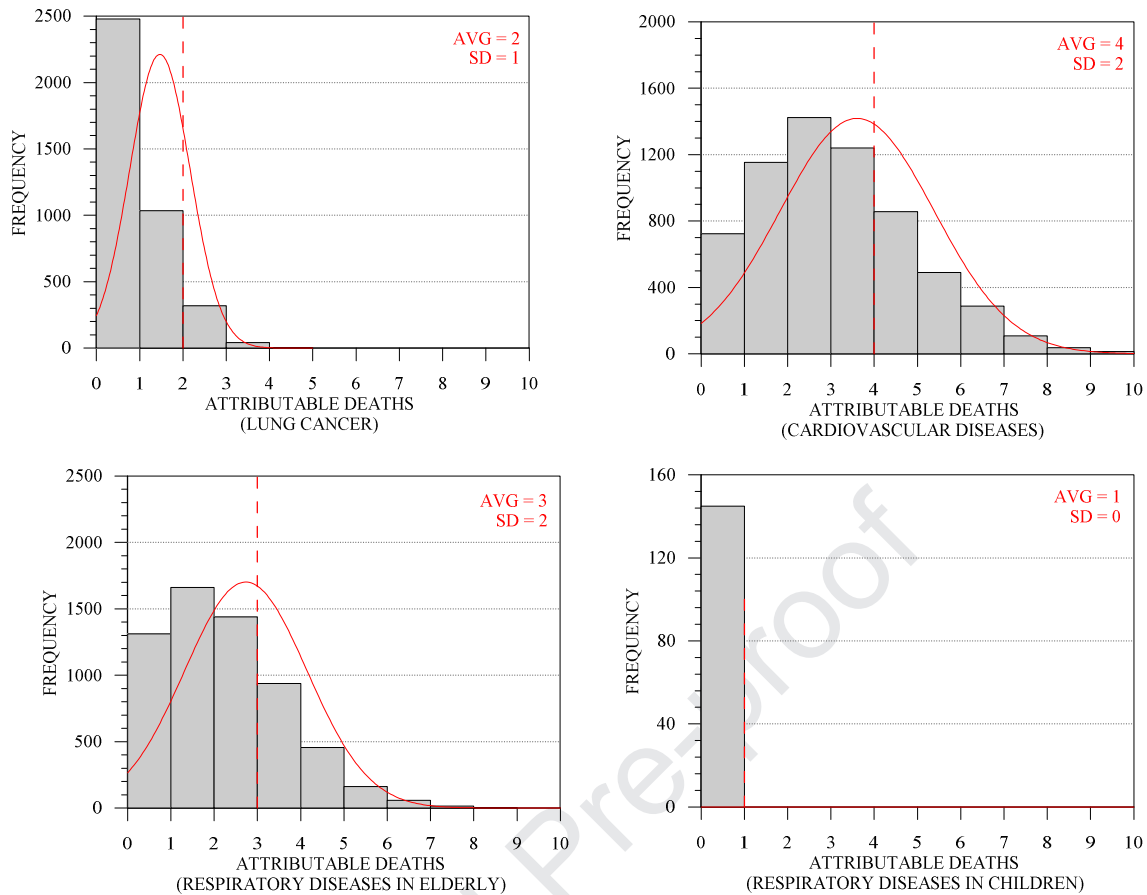 2500
2000
1500
1000
500
0
FREQUENCY
AVG = 2
SD = 1
0 1 2 3 4 5 6 7 8 9 10
ATTRIBUTABLE DEATHS
(LUNG CANCER)
2000
1600
1200
800
400
0
FREQUENCY
AVG = 4
SD = 2
0 1 2 3 4 5 6 7 8 9 10
ATTRIBUTABLE DEATHS
(CARDIOVASCULAR DISEASES)
2500
2000
1500
1000
500
0
FREQUENCY
AVG = 3
SD = 2
0 1 2 3 4 5 6 7 8 9 10
ATTRIBUTABLE DEATHS
(RESPIRATORY DISEASES IN ELDERLY)
160
120
80
40
0
FREQUENCY
AVG = 1
SD = 0
0 1 2 3 4 5 6 7 8 9 10
ATTRIBUTABLE DEATHS
(RESPIRATORY DISEASES IN CHILDREN)
Pre-proof